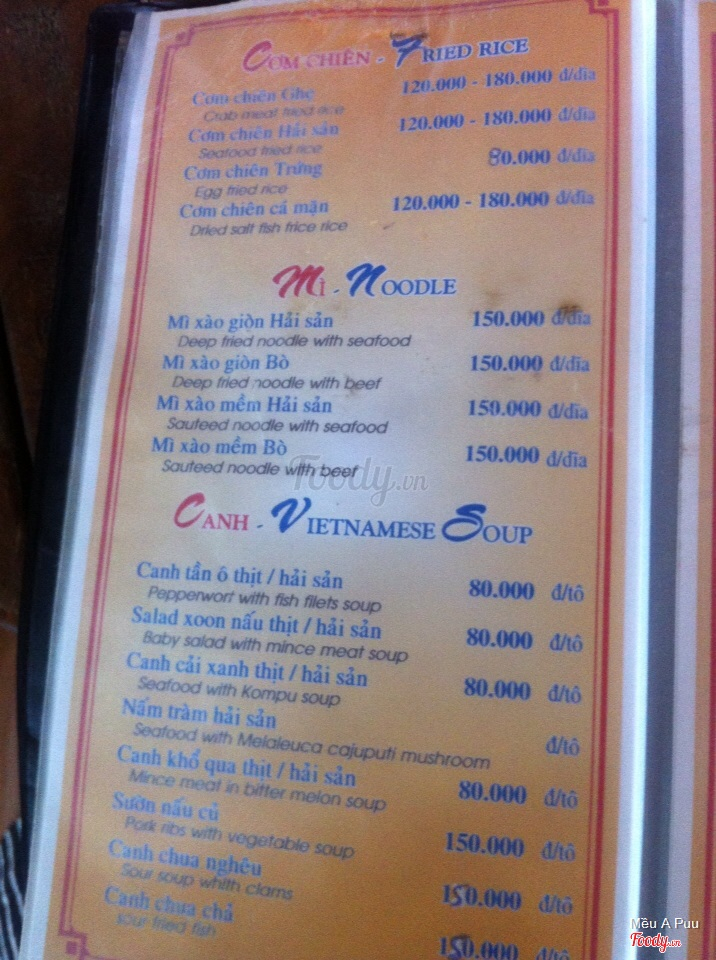 CƠM CHIÊN - FRIED RICE
Cơm chiên Ghẹ 120.000 - 180.000 đ/dĩa
Crab meat fried rice
Cơm chiên Hải sản 120.000 - 180.000 đ/dĩa
Seafood fried rice
Cơm chiên Trứng 80.000 đ/dĩa
Egg fried rice
Cơm chiên cá mặn 120.000 - 180.000 đ/dĩa
Dried salt fish frice rice
MÌ - NOODLE
Mì xào giòn Hải sản 150.000 đ/dĩa
Deep fried noodle with seafood
Mì xào giòn Bò 150.000 đ/dĩa
Deep fried noodle with beef
Mì xào mềm Hải sản 150.000 đ/dĩa
Sauteed noodle with seafood
Mì xào mềm Bò 150.000 đ/dĩa
Sauteed noodle with beef
Foody.vn
CANH - VIETNAMESE SOUP
Canh tần ô thịt / hải sản 80.000 đ/tô
Pepperwort with fish filets soup
Salad xoon nấu thịt / hải sản 80.000 đ/tô
Baby salad with mince meat soup
Canh cải xanh thịt / hải sản 80.000 đ/tô
Seafood with Kompu soup
Nấm tràm hải sản đ/tô
Seafood with Melaleuca cajuputi mushroom
Canh khổ qua thịt / hải sản 80.000 đ/tô
Mince meat in bitter melon soup
Sườn nấu củ 150.000 đ/tô
Pork ribs with vegetable soup
Canh chua nghêu 150.000 đ/tô
Sour soup whith clams
Canh chua chả 150.000 đ/tô
sour fried fish
Mều A Puu
Foody.vn